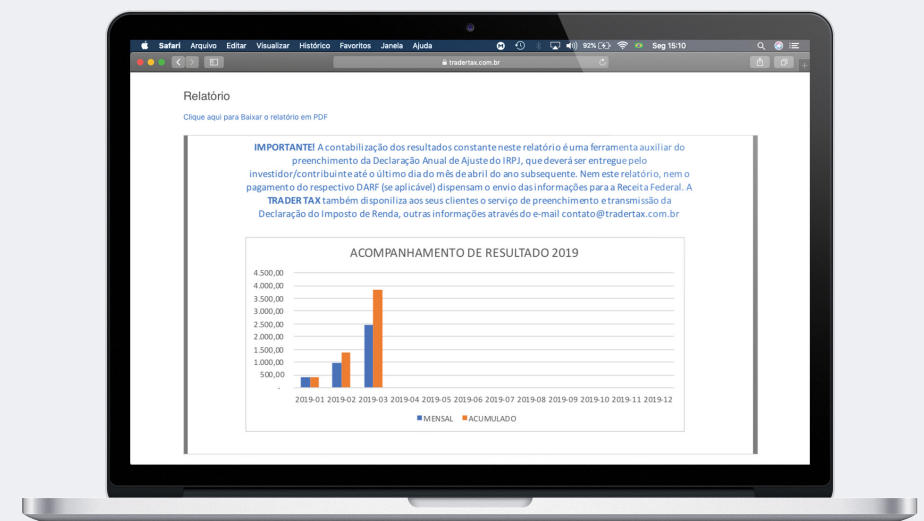 Safari Arquivo Editar Visualizar Histórico Favoritos Janela Ajuda 92% Seg 15:10
tradertax.com.br
Relatório
Clique aqui para Baixar o relatório em PDF
IMPORTANTE! A contabilização dos resultados constante neste relatório é uma ferramenta auxiliar do
preenchimento da Declaração Anual de Ajuste do IRPJ, que deverá ser entregue pelo
investidor/contribuinte até o último dia do mês de abril do ano subsequente. Nem este relatório, nem o
pagamento do respectivo DARF (se aplicável) dispensam o envio das informações para a Receita Federal. A
TRADER TAX também disponiliza aos seus clientes o serviço de preenchimento e transmissão da
Declaração do Imposto de Renda, outras informações através do e-mail contato@tradertax.com.br
ACOMPANHAMENTO DE RESULTADO 2019
4.500,00
4.000,00
3.500,00
3.000,00
2.500,00
2.000,00
1.500,00
1.000,00
500,00
-
2019-01 2019-02 2019-03 2019-04 2019-05 2019-06 2019-07 2019-08 2019-09 2019-10 2019-11 2019-12
MENSAL ACUMULADO